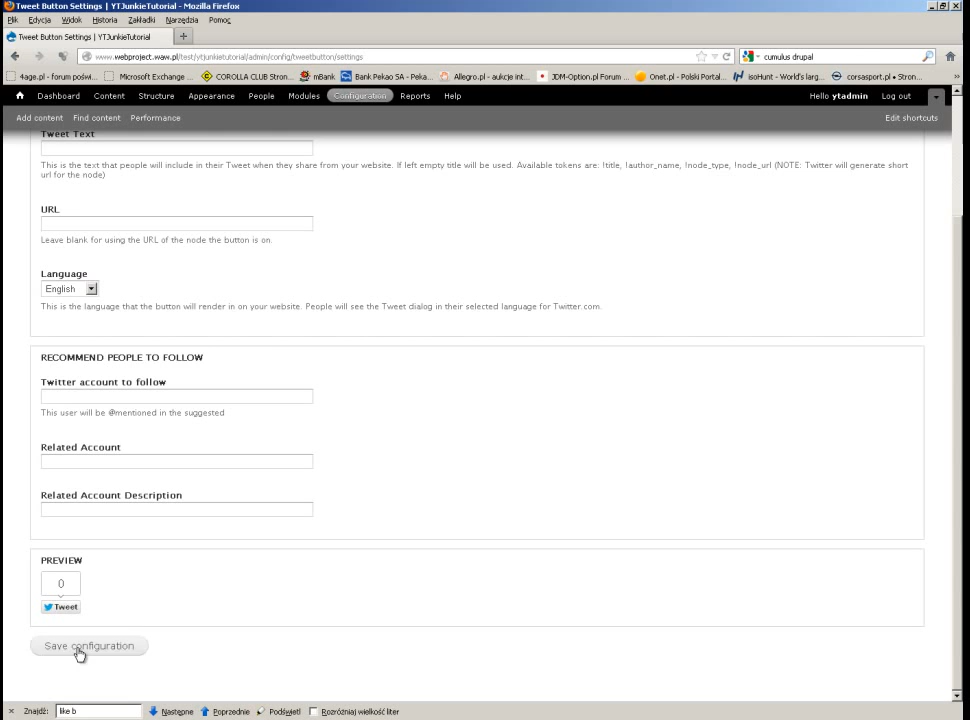 Tweet Button Settings | YTJunkieTutorial - Mozilla Firefox
Plik Edycja Widok Historia Zakładki Narzędzia Pomoc
Tweet Button Settings | YTJunkieTutorial +
www.webproject.waw.pl/test/ytjunkietutorial/admin/config/tweetbutton/settings cumulus drupal
4age.pl - forum poświ... Microsoft Exchange ... COROLLA CLUB Stron... mBank Bank Pekao SA - Peka... Allegro.pl - aukcje int... JDM-Option.pl Forum ... Onet.pl - Polski Portal... isoHunt - World's larg... corsasport.pl • Stron... »
Dashboard Content Structure Appearance People Modules Configuration Reports Help Hello ytadmin Log out
Add content Find content Performance Edit shortcuts
Tweet Text
This is the text that people will include in their Tweet when they share from your website. If left empty title will be used. Available tokens are: !title, !author_name, !node_type, !node_url (NOTE: Twitter will generate short
url for the node)
URL
Leave blank for using the URL of the node the button is on.
Language
English
This is the language that the button will render in on your website. People will see the Tweet dialog in their selected language for Twitter.com.
RECOMMEND PEOPLE TO FOLLOW
Twitter account to follow
This user will be @mentioned in the suggested
Related Account
Related Account Description
PREVIEW
0
Tweet
Save configuration
× Znajdź: like b Następne Poprzednie Podświetl Rozróżniaj wielkość liter